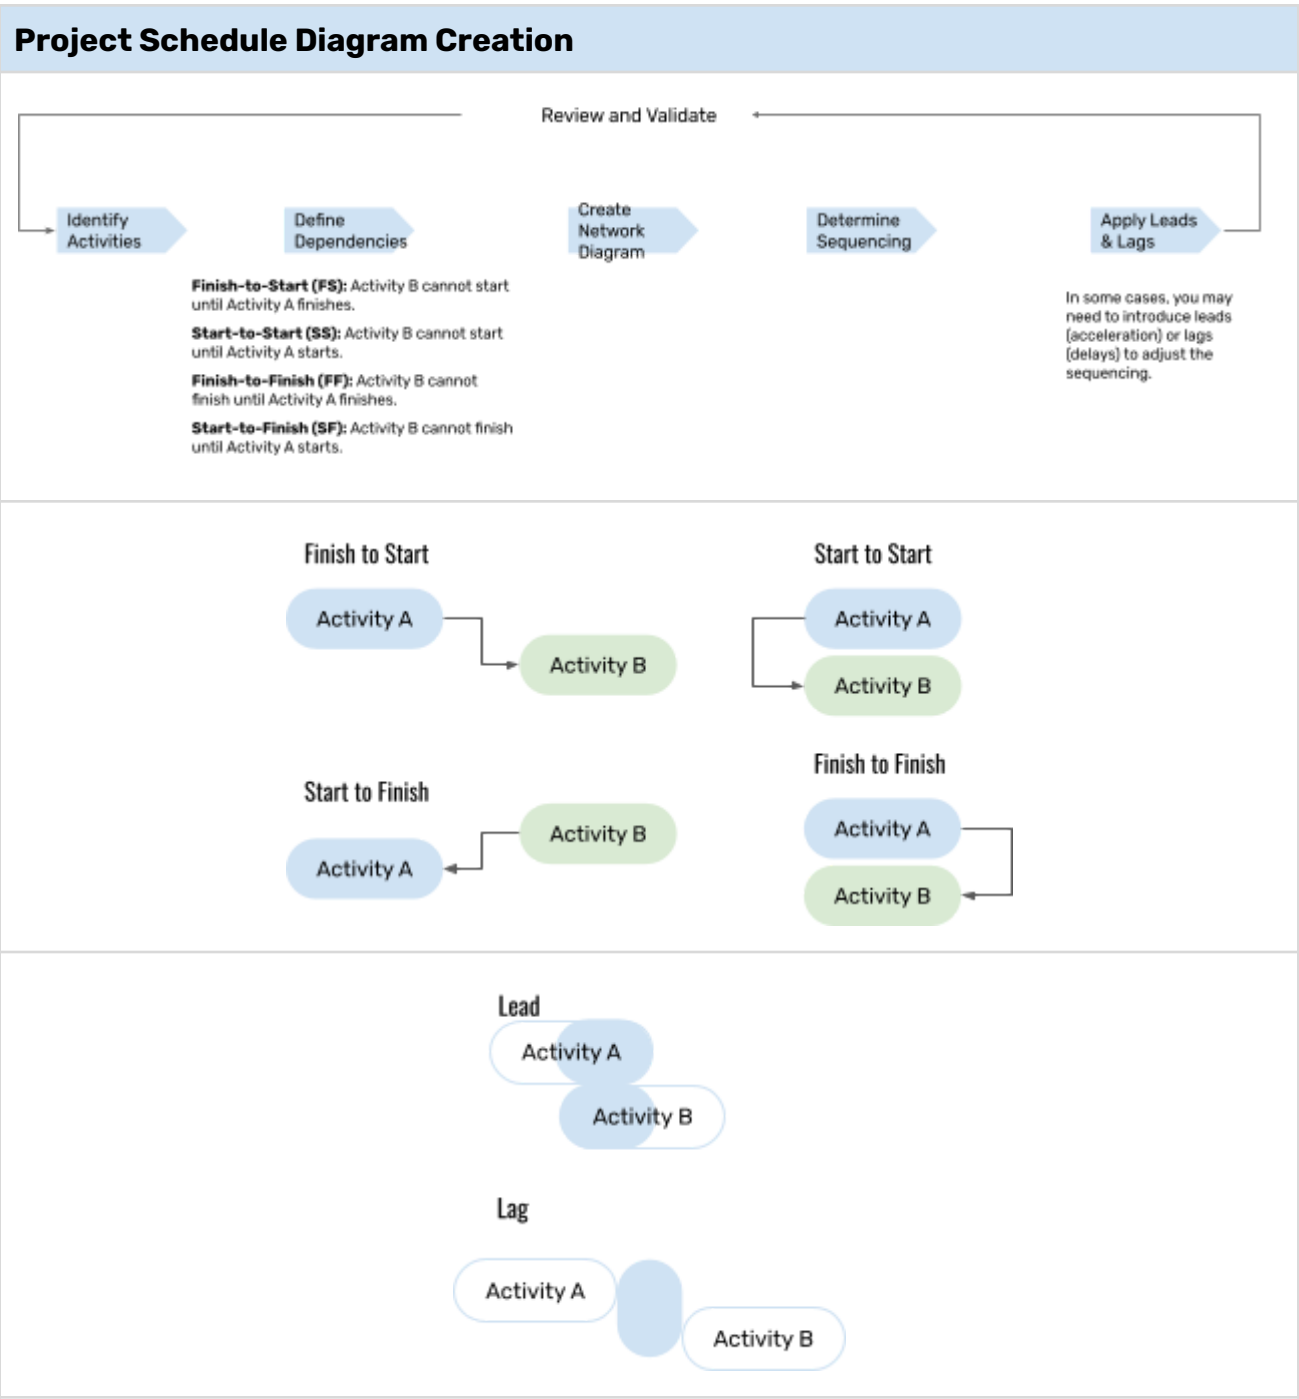 Project Schedule Diagram Creation
Review and Validate
Identify
Activities
Define
Dependencies
Create
Network
Diagram
Determine
Sequencing
Apply Leads
& Lags
Finish-to-Start (FS): Activity B cannot start
until Activity A finishes.
Start-to-Start (SS): Activity B cannot start
until Activity A starts.
Finish-to-Finish (FF): Activity B cannot
finish until Activity A finishes.
Start-to-Finish (SF): Activity B cannot finish
until Activity A starts.
In some cases, you may
need to introduce leads
(acceleration) or lags
(delays) to adjust the
sequencing.
Finish to Start
Activity A
Activity B
Start to Start
Activity A
Activity B
Start to Finish
Activity B
Activity A
Finish to Finish
Activity A
Activity B
Lead
Activity A
Activity B
Lag
Activity A
Activity B